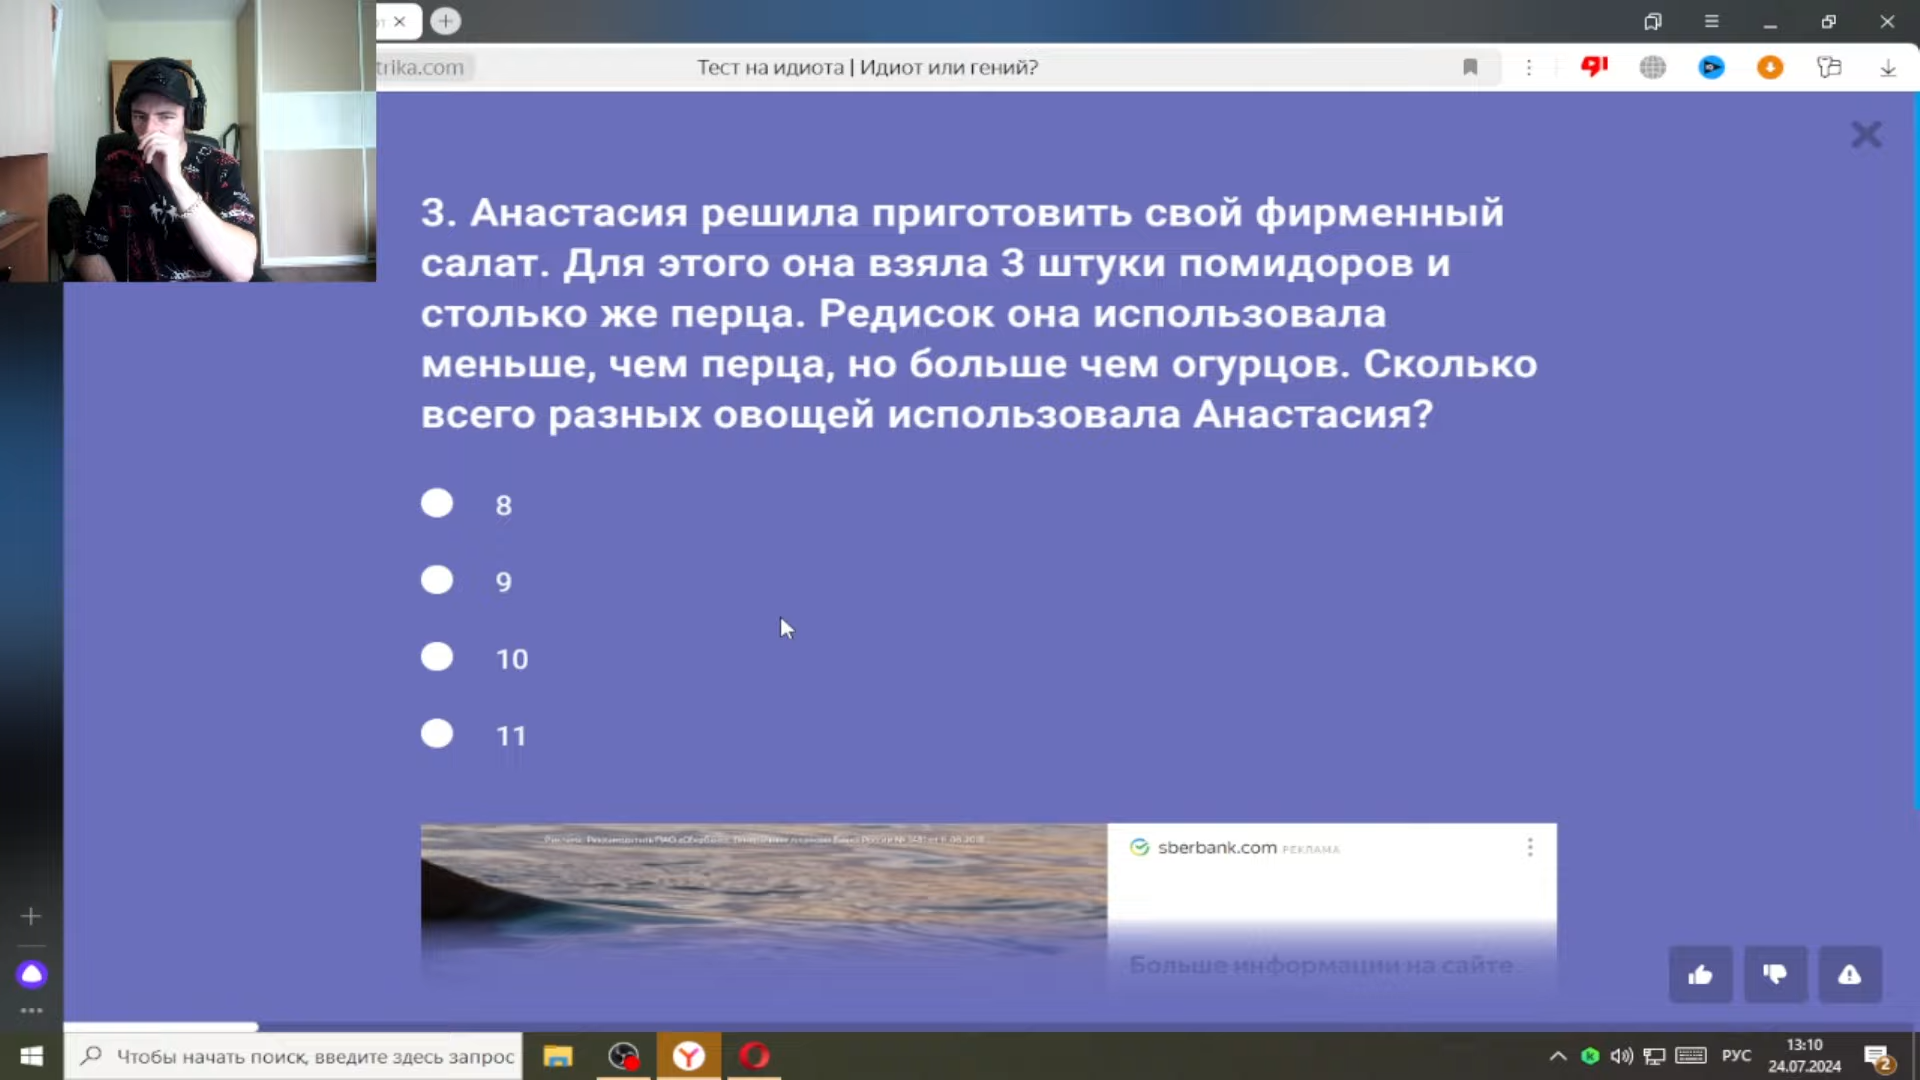 trika.com
Тест на идиота | Идиот или гений?
3. Анастасия решила приготовить свой фирменный
салат. Для этого она взяла 3 штуки помидоров и
столько же перца. Редисок она использовала
меньше, чем перца, но больше чем огурцов. Сколько
всего разных овощей использовала Анастасия?
8
9
10
11
sberbank.com РЕКЛАМА
Больше информации на сайте
Чтобы начать поиск, введите здесь запрос
РУС
13:10
24.07.2024
2